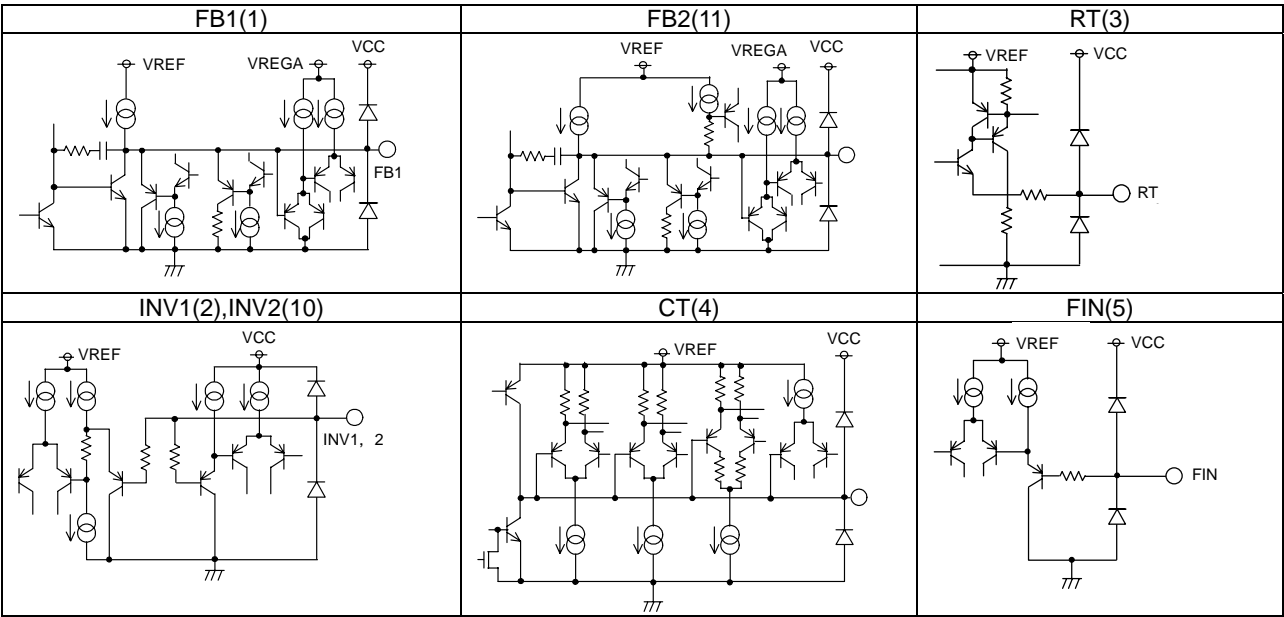 FB1(1)
VREF
VREGA
VCC
FB1
FB2(11)
VREF
VREGA
VCC
RT(3)
VREF
VCC
RT
INV1(2),INV2(10)
VREF
VCC
INV1, 2
CT(4)
VREF
VCC
FIN(5)
VREF
VCC
FIN